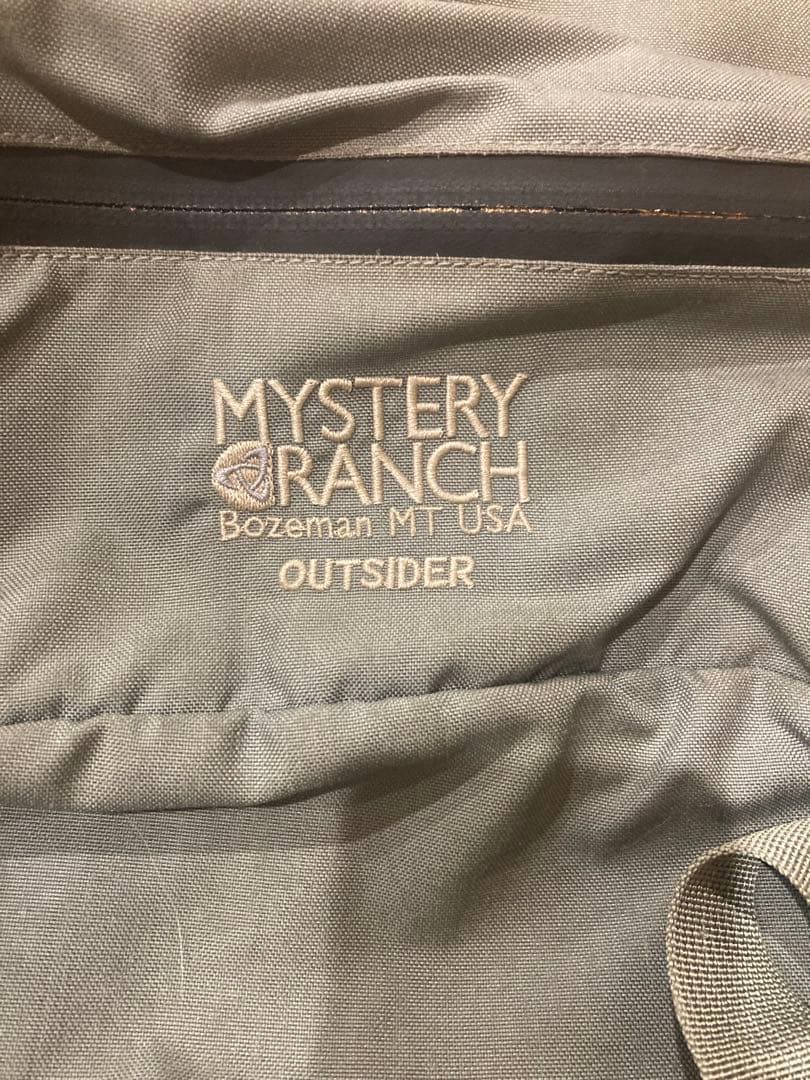 MYSTERY
RANCH
Bozeman MT USA
OUTSIDER